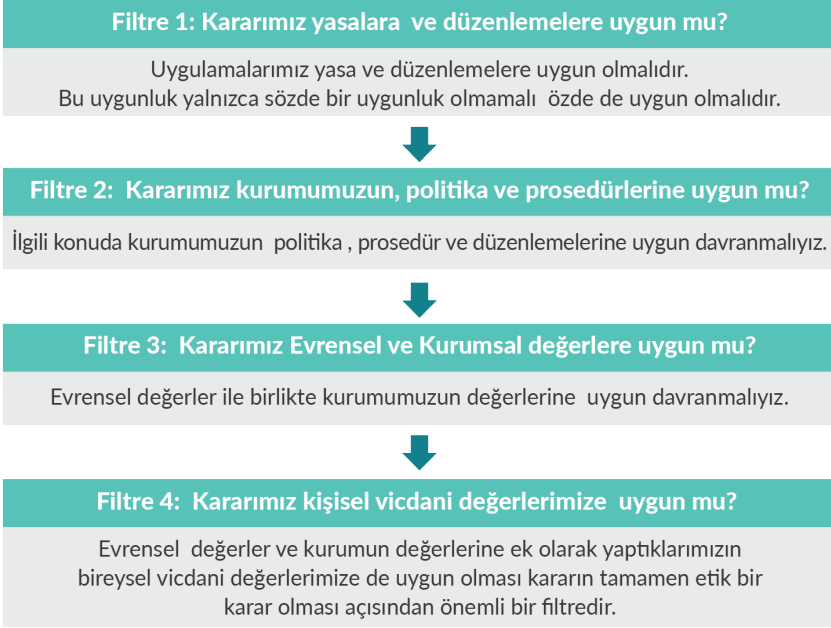 Filtre 1: Kararımız yasalara ve düzenlemelere uygun mu?
Uygulamalarımız yasa ve düzenlemelere uygun olmalıdır.
Bu uygunluk yalnızca sözde bir uygunluk olmamalı özde de uygun olmalıdır.
Filtre 2: Kararımız kurumumuzun, politika ve prosedürlerine uygun mu?
İlgili konuda kurumumuzun politika , prosedür ve düzenlemelerine uygun davranmalıyız.
Filtre 3: Kararımız Evrensel ve Kurumsal değerlere uygun mu?
Evrensel değerler ile birlikte kurumumuzun değerlerine uygun davranmalıyız.
Filtre 4: Kararımız kişisel vicdani değerlerimize uygun mu?
Evrensel değerler ve kurumun değerlerine ek olarak yaptıklarımızın
bireysel vicdani değerlerimize de uygun olması kararın tamamen etik bir
karar olması açısından önemli bir filtredir.